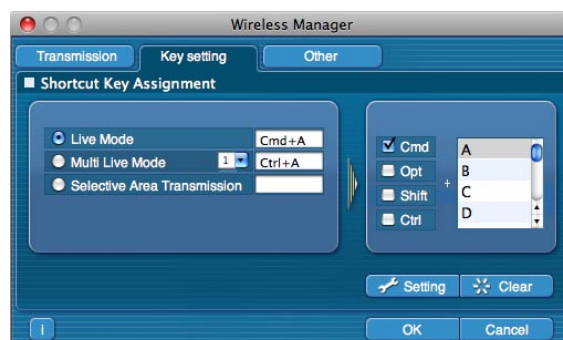 Wireless Manager
Transmission Key setting Other
Shortcut Key Assignment
Live Mode Cmd+A
Multi Live Mode 1 Ctrl+A
Selective Area Transmission
Cmd
Opt
Shift
Ctrl
+
A
B
C
D
Setting Clear
i OK Cancel